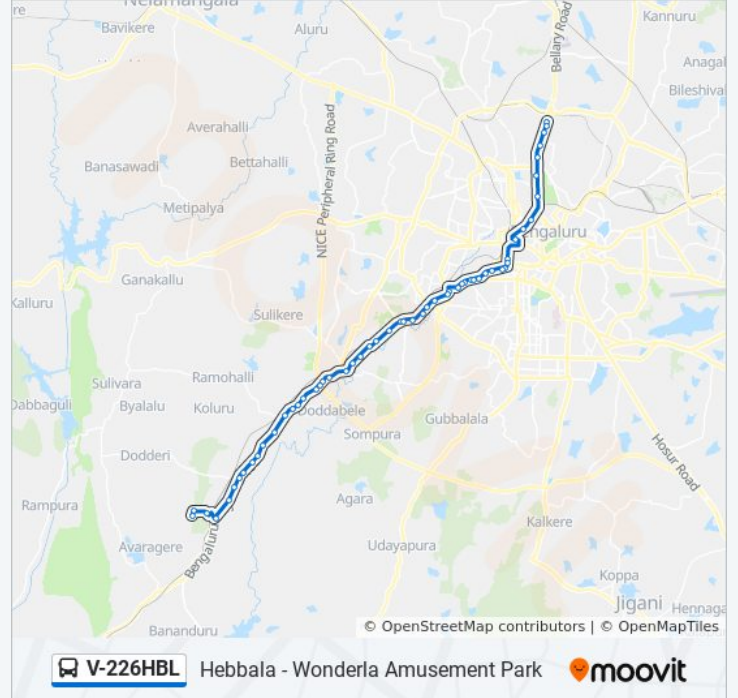 Nelamangala
re
Kannuru
Bavikere
Aluru
Bellary Road
Anagal
Bileshiva
Averahalli
NICE Peripheral Ring Road
Bettahalli
Banasawadi
Metipalya
engaluru
Ganakallu
Kalluru
Sulikere
Ramohalli
Sulivara
Dabbaguli
Byalalu
Koluru
Doddabele
Gubbalala
Sompura
Hosur Road
Dodderi
Agara
Rampura
Kalkere
Avaragere
Udayapura
Bengaluru
Koppa
Jigani
Hennaga
Bananduru
© OpenStreetMap contributors | © OpenMapTiles
V-226HBL Hebbala - Wonderla Amusement Park moovit